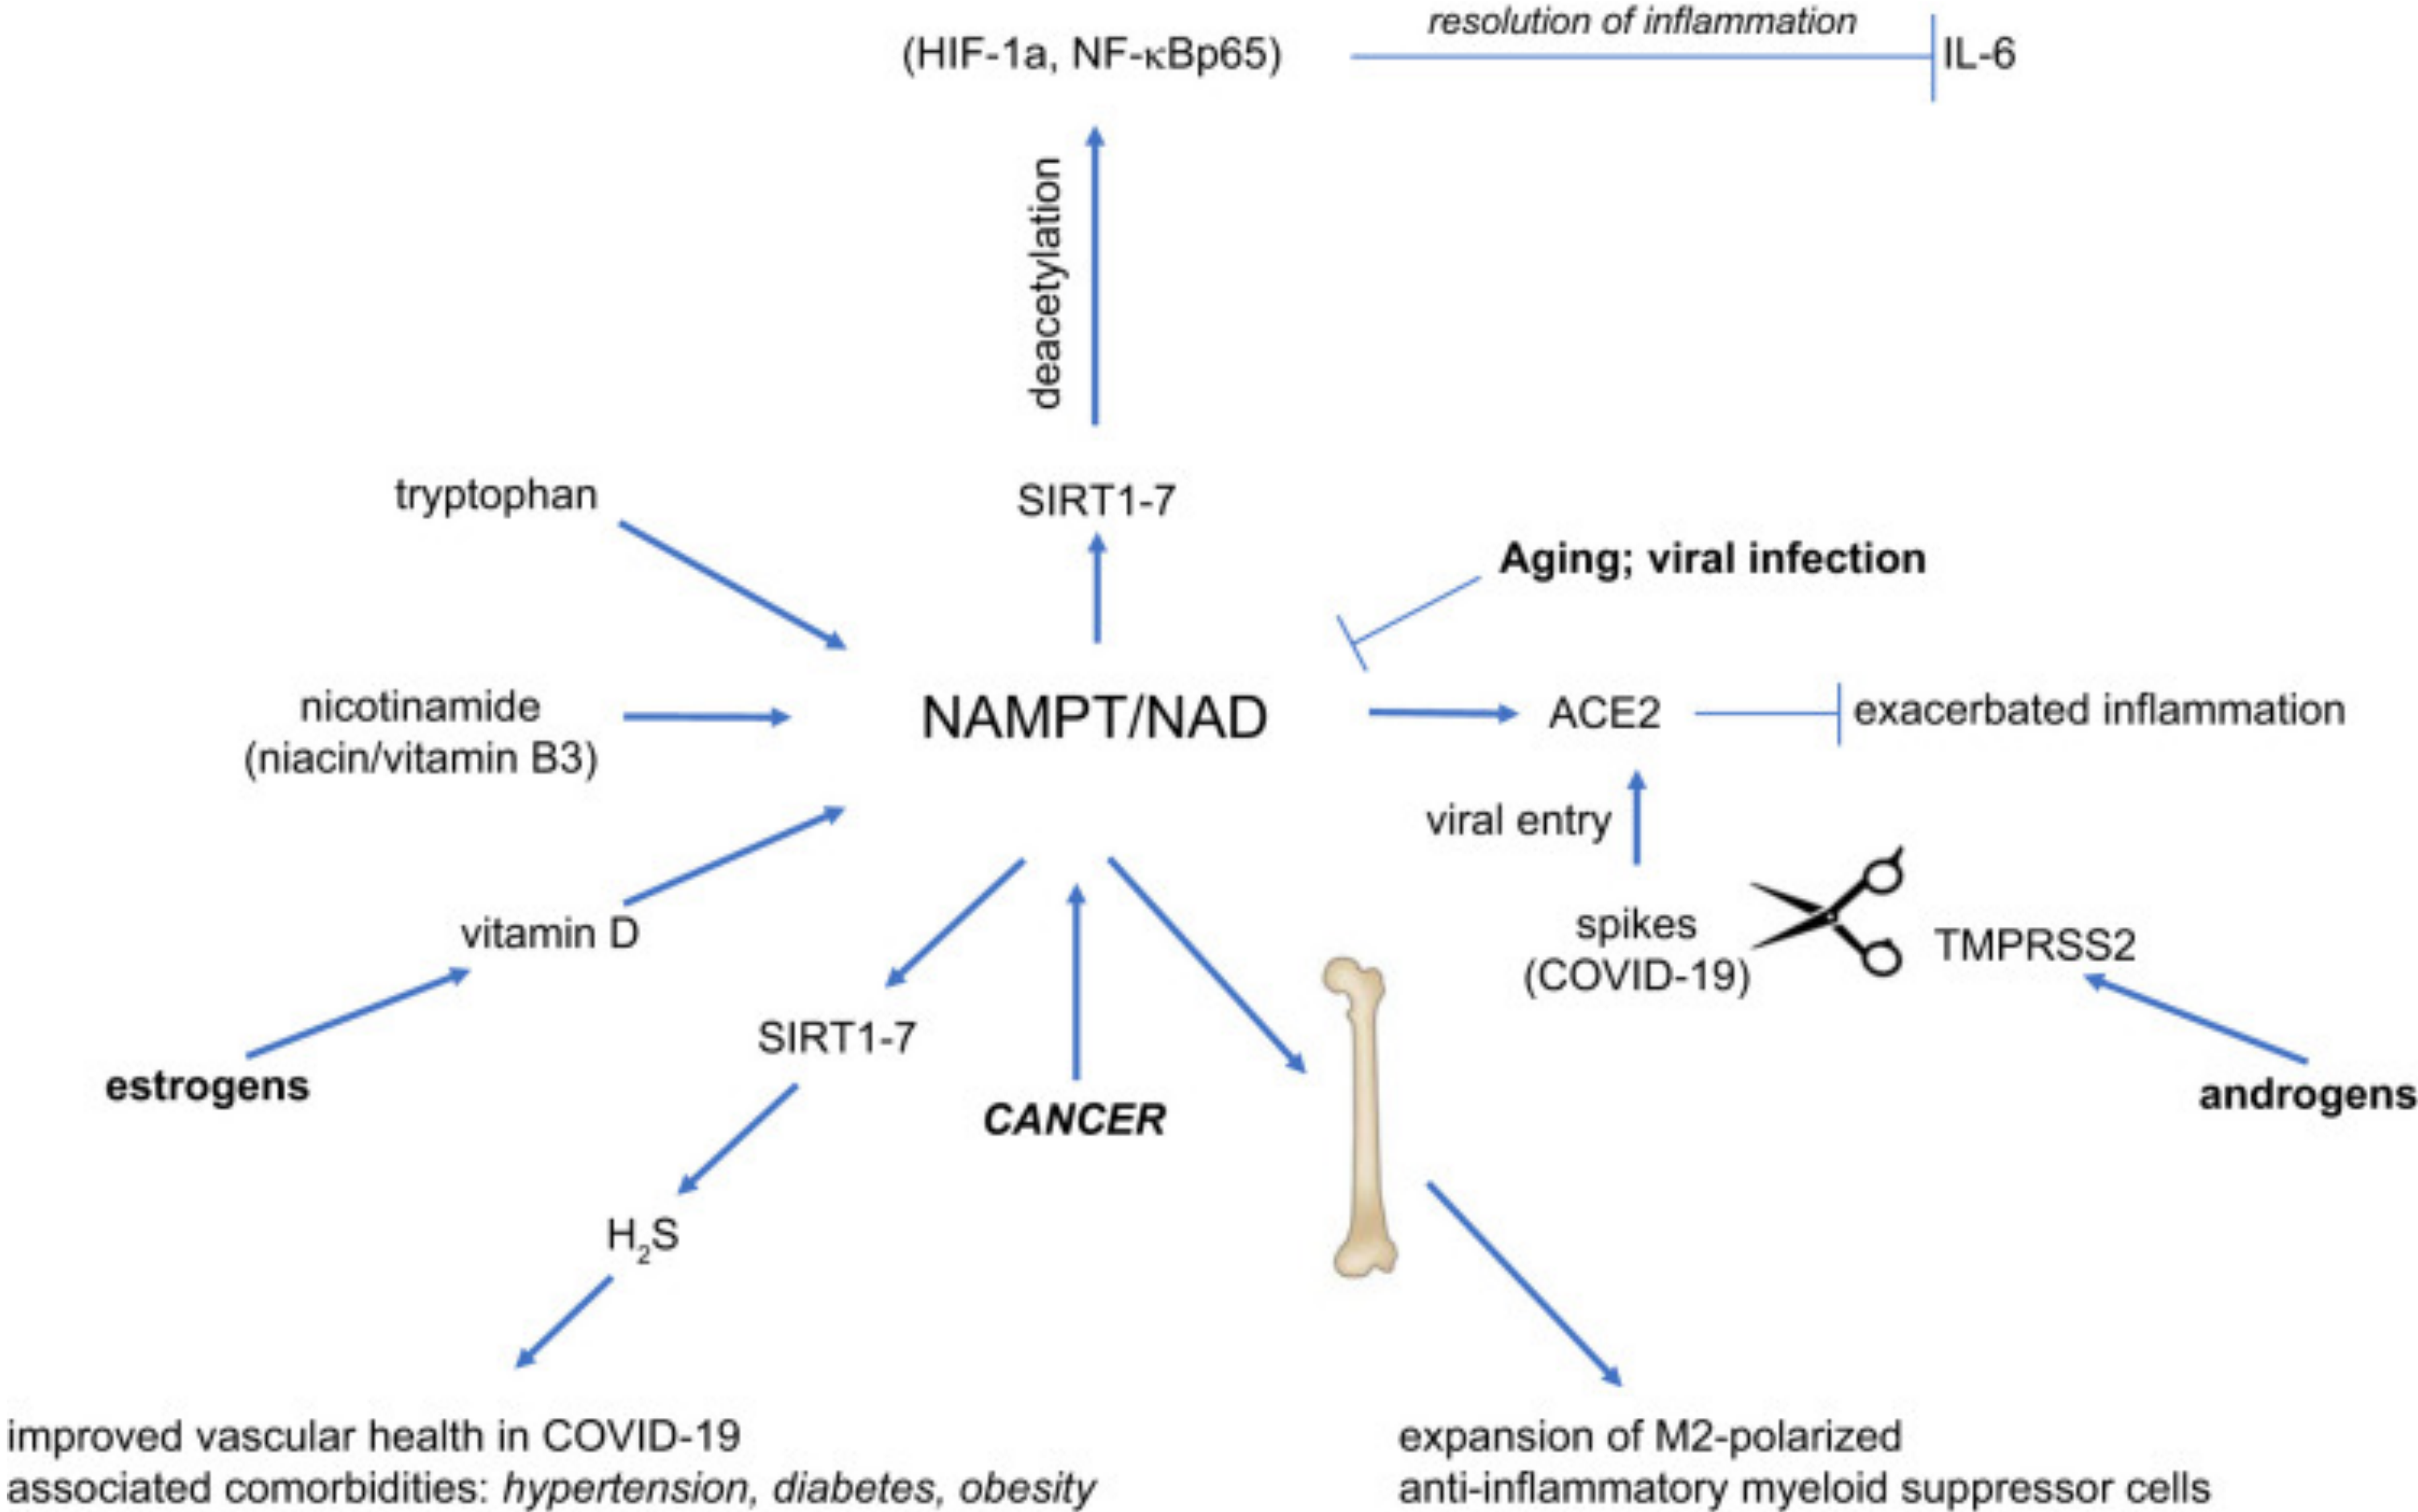 resolution of inflammation
(HIF-1a, NF-κBp65)
IL-6
deacetylation
tryptophan
SIRT1-7
Aging; viral infection
nicotinamide
(niacin/vitamin B3)
NAMPT/NAD
ACE2
exacerbated inflammation
viral entry
vitamin D
spikes
(COVID-19)
TMPRSS2
estrogens
SIRT1-7
CANCER
androgens
H₂S
improved vascular health in COVID-19
associated comorbidities: hypertension, diabetes, obesity
expansion of M2-polarized
anti-inflammatory myeloid suppressor cells